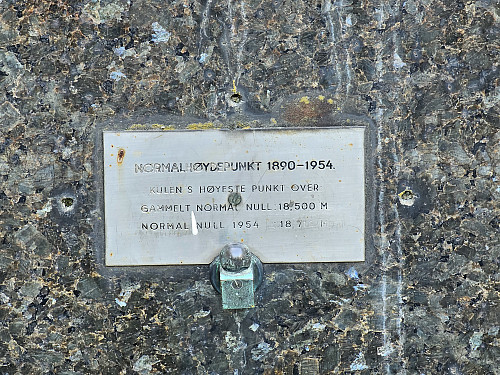 NORMALHØYDEPUNKT 1890-1954.
KULEN S HØYESTE PUNKT OVER
GAMMELT NORMAL NULL 18,500 M
NORMAL NULL 1954